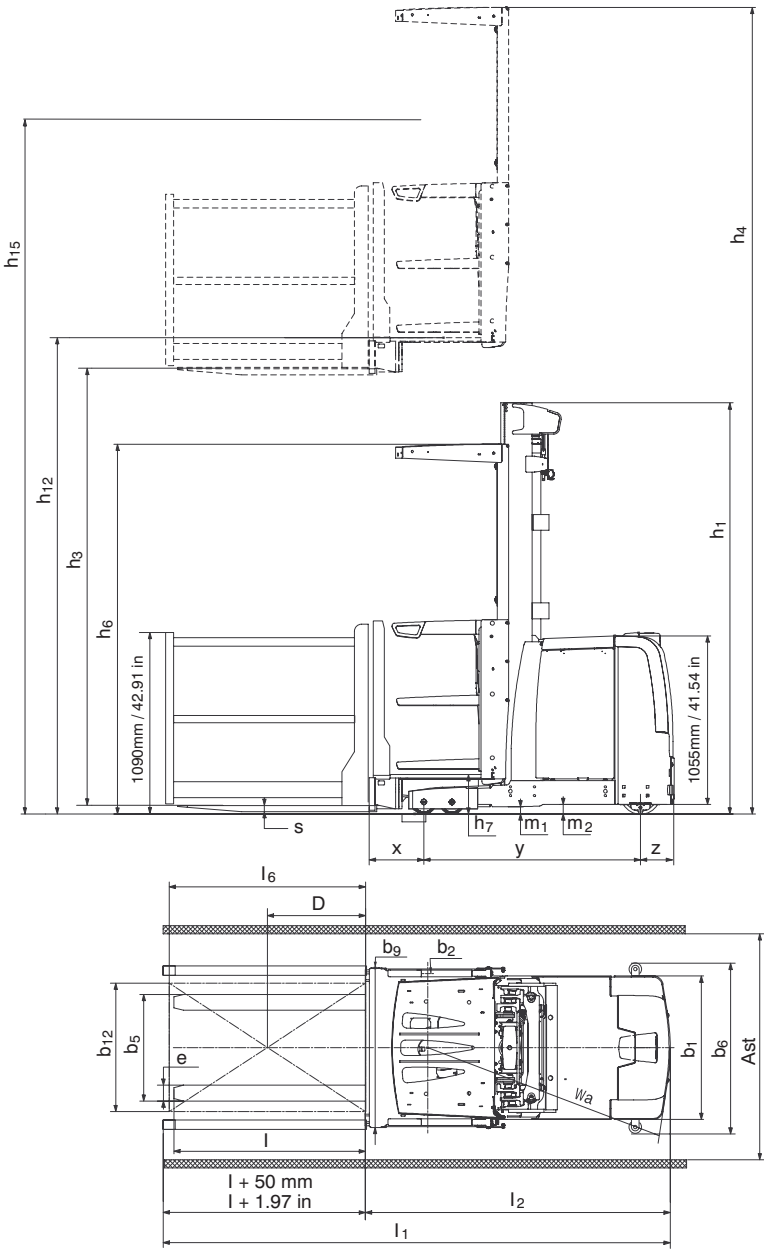 h15
h4
h12
h3
h6
h1
1090mm / 42.91 in
1055mm / 41.54 in
s
h7
m1
m2
x
y
z
l6
D
b9
b2
b12
b5
e
b1
b6
Ast
Wa
l
l + 50 mm
l + 1.97 in
l2
l1